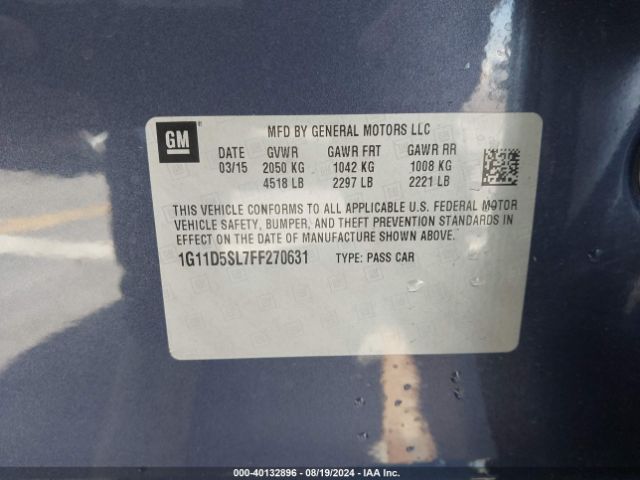 GM
MFD BY GENERAL MOTORS LLC
DATE GVWR GAWR FRT GAWR RR
03/15 2050 KG 1042 KG 1008 KG
4518 LB 2297 LB 2221 LB
THIS VEHICLE CONFORMS TO ALL APPLICABLE U.S. FEDERAL MOTOR
VEHICLE SAFETY, BUMPER, AND THEFT PREVENTION STANDARDS IN
EFFECT ON THE DATE OF MANUFACTURE SHOWN ABOVE.
1G11D5SL7FF270631 TYPE: PASS CAR
000-40132896 - 08/19/2024 - IAA Inc.